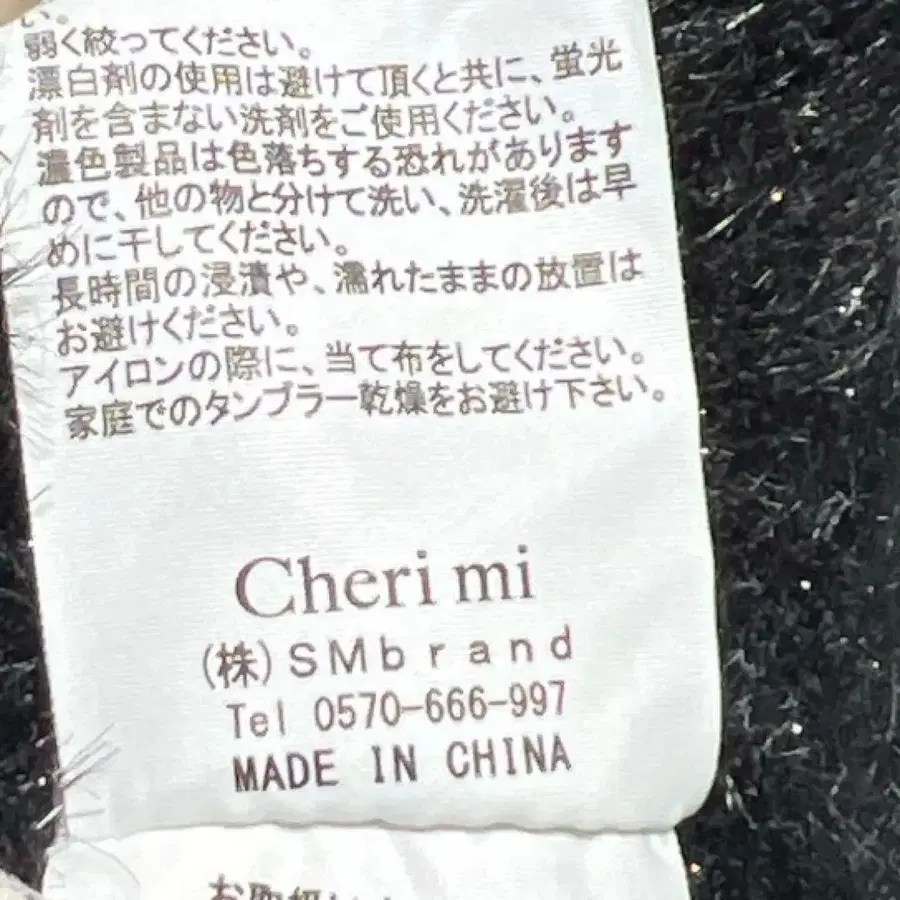 い。
弱く絞ってください。
漂白剤の使用は避けて頂くと共に、蛍光
剤を含まない洗剤をご使用ください。
濃色製品は色落ちする恐れがあります
ので、他の物と分けて洗い、洗濯後は早
めに干してください。
長時間の浸漬や、濡れたままの放置は
お避けください。
アイロンの際に、当て布をしてください。
家庭でのタンブラー乾燥をお避け下さい。
Cheri mi
(株)SMbrand
Tel 0570-666-997
MADE IN CHINA